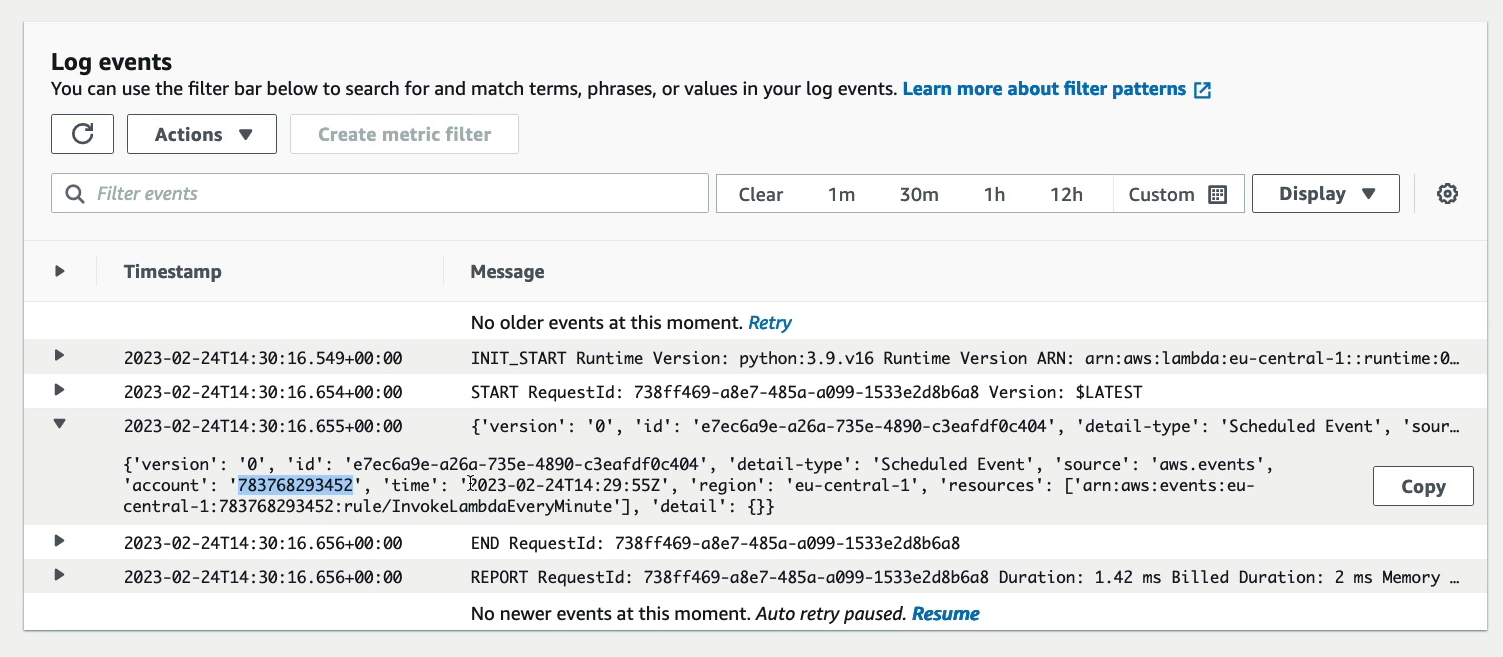 Log events
You can use the filter bar below to search for and match terms, phrases, or values in your log events. Learn more about filter patterns
Actions Create metric filter
Filter events Clear 1m 30m 1h 12h Custom Display
Timestamp Message
No older events at this moment. Retry
2023-02-24T14:30:16.549+00:00 INIT_START Runtime Version: python:3.9.v16 Runtime Version ARN: arn:aws:lambda:eu-central-1::runtime:0…
2023-02-24T14:30:16.654+00:00 START RequestId: 738ff469-a8e7-485a-a099-1533e2d8b6a8 Version: $LATEST
2023-02-24T14:30:16.655+00:00 {'version': '0', 'id': 'e7ec6a9e-a26a-735e-4890-c3eafdf0c404', 'detail-type': 'Scheduled Event', 'sour…
{'version': '0', 'id': 'e7ec6a9e-a26a-735e-4890-c3eafdf0c404', 'detail-type': 'Scheduled Event', 'source': 'aws.events',
'account': '783768293452', 'time': '2023-02-24T14:29:55Z', 'region': 'eu-central-1', 'resources': ['arn:aws:events:eu-
central-1:783768293452:rule/InvokeLambdaEveryMinute'], 'detail': {}}
Copy
2023-02-24T14:30:16.656+00:00 END RequestId: 738ff469-a8e7-485a-a099-1533e2d8b6a8
2023-02-24T14:30:16.656+00:00 REPORT RequestId: 738ff469-a8e7-485a-a099-1533e2d8b6a8 Duration: 1.42 ms Billed Duration: 2 ms Memory …
No newer events at this moment. Auto retry paused. Resume